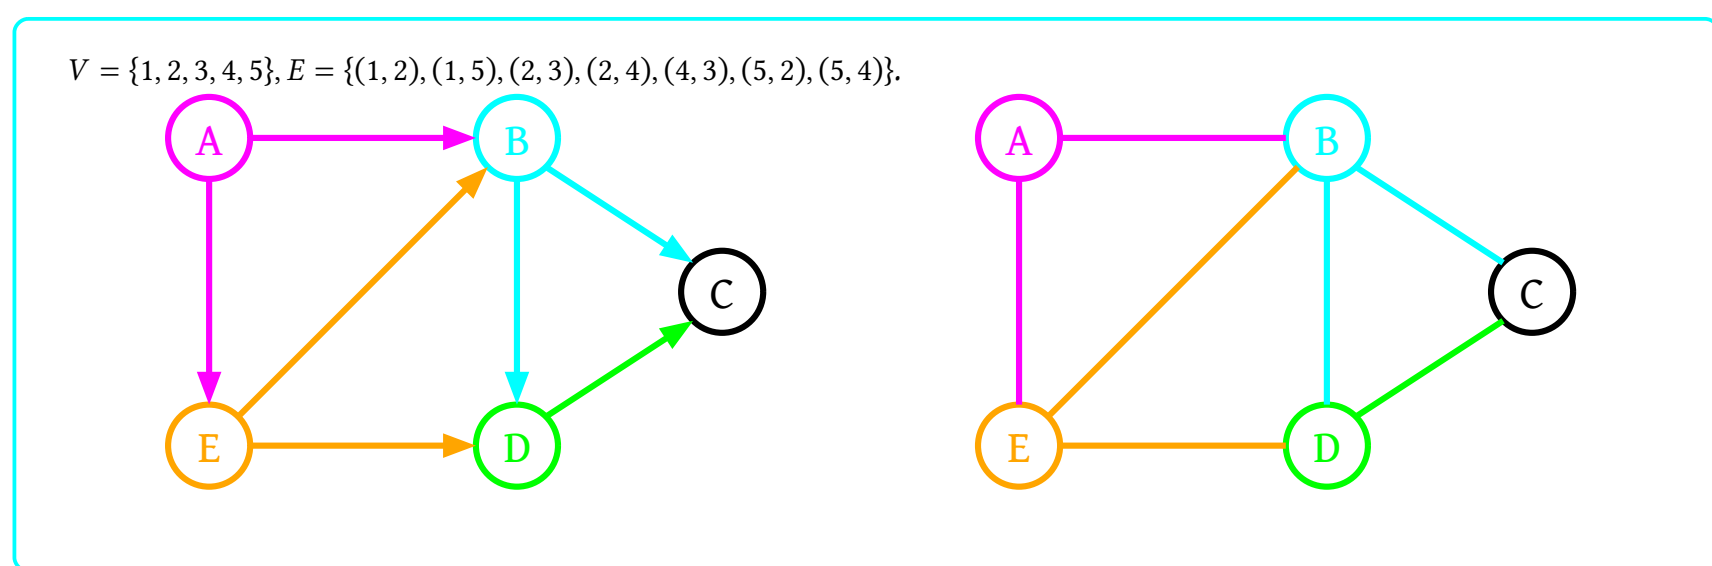 V = {1, 2, 3, 4, 5}, E = {(1, 2), (1, 5), (2, 3), (2, 4), (4, 3), (5, 2), (5, 4)}.
A B A B
C C
E D E D